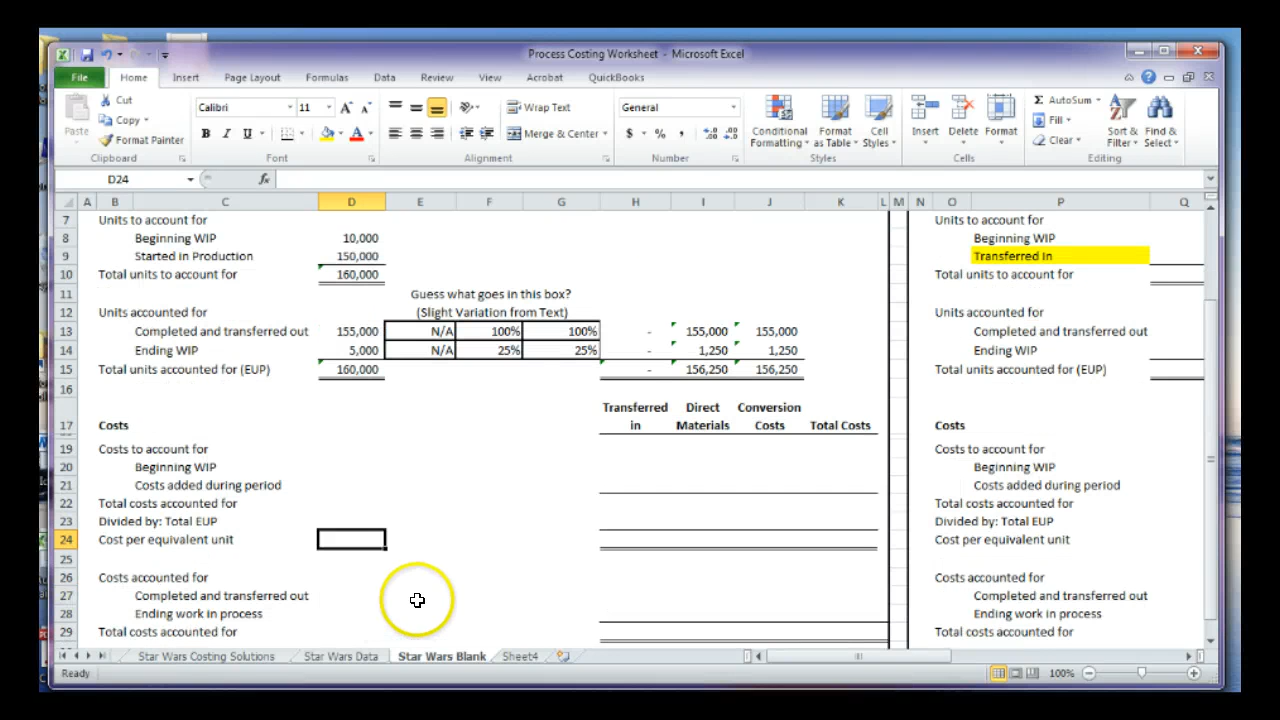 Process Costing Worksheet - Microsoft Excel
File Home Insert Page Layout Formulas Data Review View Acrobat QuickBooks
Cut Calibri 11 A A Wrap Text General Σ AutoSum
Copy Fill
Paste Format Painter B I U A Merge & Center $ % , Conditional Formatting Format as Table Cell Styles Insert Delete Format Clear Sort & Filter Find & Select
Clipboard Font Alignment Number Styles Cells Editing
D24 fx
A B C D E F G H I J K L M N O P Q
7 Units to account for Units to account for
8 Beginning WIP 10,000 Beginning WIP
9 Started in Production 150,000 Transferred In
10 Total units to account for 160,000 Total units to account for
11 Guess what goes in this box?
12 Units accounted for (Slight Variation from Text) Units accounted for
13 Completed and transferred out 155,000 N/A 100% 100% - 155,000 155,000 Completed and transferred out
14 Ending WIP 5,000 N/A 25% 25% - 1,250 1,250 Ending WIP
15 Total units accounted for (EUP) 160,000 - 156,250 156,250 Total units accounted for (EUP)
16
Transferred Direct Conversion
17 Costs in Materials Costs Total Costs Costs
19 Costs to account for Costs to account for
20 Beginning WIP Beginning WIP
21 Costs added during period Costs added during period
22 Total costs accounted for Total costs accounted for
23 Divided by: Total EUP Divided by: Total EUP
24 Cost per equivalent unit Cost per equivalent unit
25
26 Costs accounted for Costs accounted for
27 Completed and transferred out Completed and transferred out
28 Ending work in process Ending work in process
29 Total costs accounted for Total costs accounted for
Star Wars Costing Solutions Star Wars Data Star Wars Blank Sheet4
Ready 100%